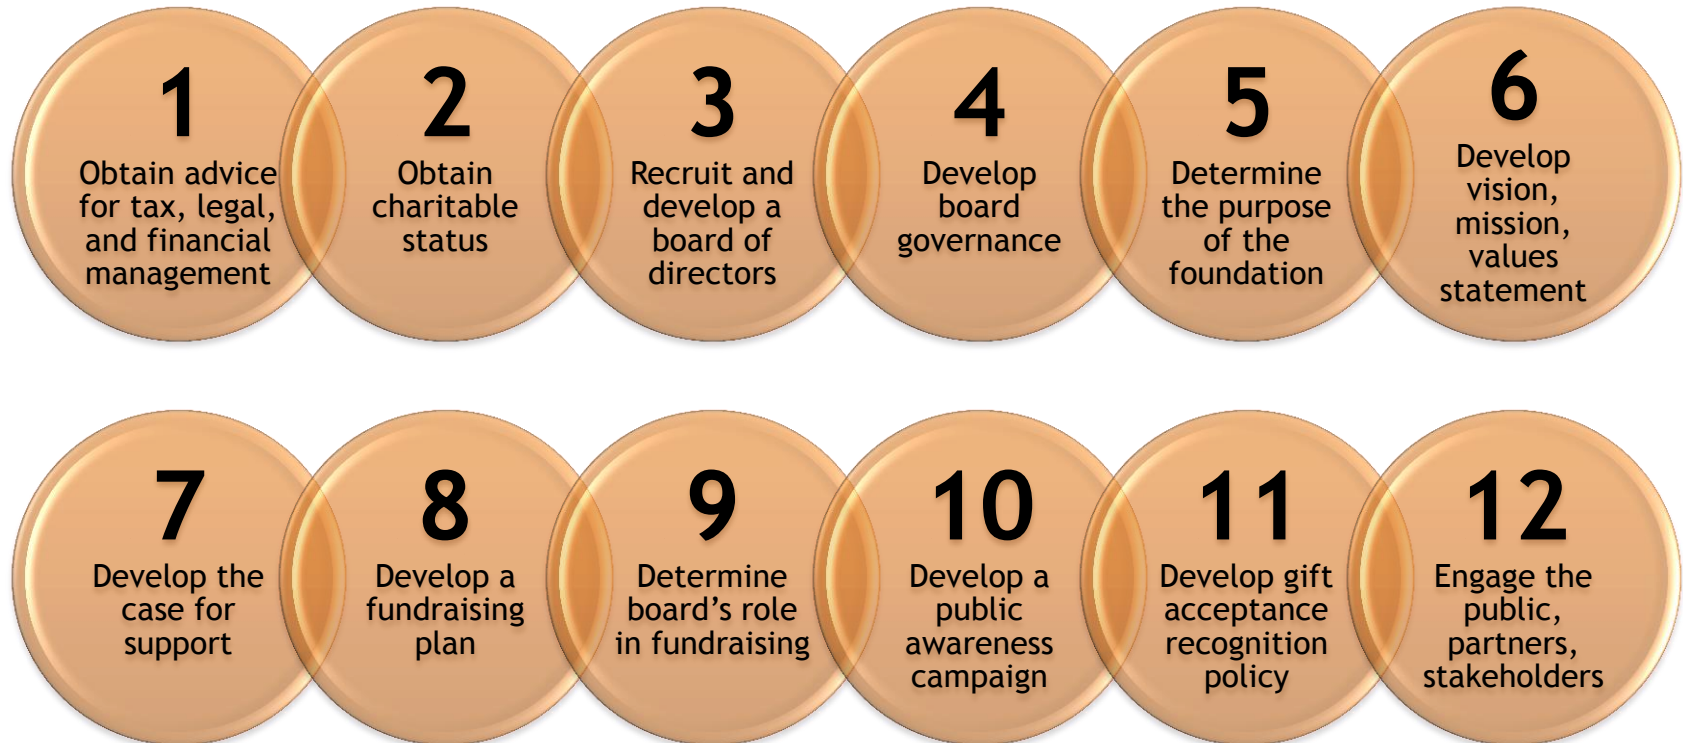 1
Obtain advice
for tax, legal,
and financial
management
2
Obtain
charitable
status
3
Recruit and
develop a
board of
directors
4
Develop
board
governance
5
Determine
the purpose
of the
foundation
6
Develop
vision,
mission,
values
statement
7
Develop the
case for
support
8
Develop a
fundraising
plan
9
Determine
board’s role
in fundraising
10
Develop a
public
awareness
campaign
11
Develop gift
acceptance
recognition
policy
12
Engage the
public,
partners,
stakeholders